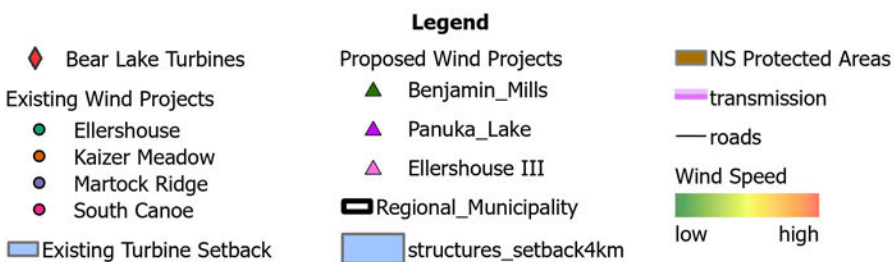 Legend
Bear Lake Turbines
Existing Wind Projects
Ellershouse
Kaizer Meadow
Martock Ridge
South Canoe
Existing Turbine Setback
Proposed Wind Projects
Benjamin_Mills
Panuka_Lake
Ellershouse III
Regional_Municipality
structures_setback4km
NS Protected Areas
transmission
roads
Wind Speed
low high